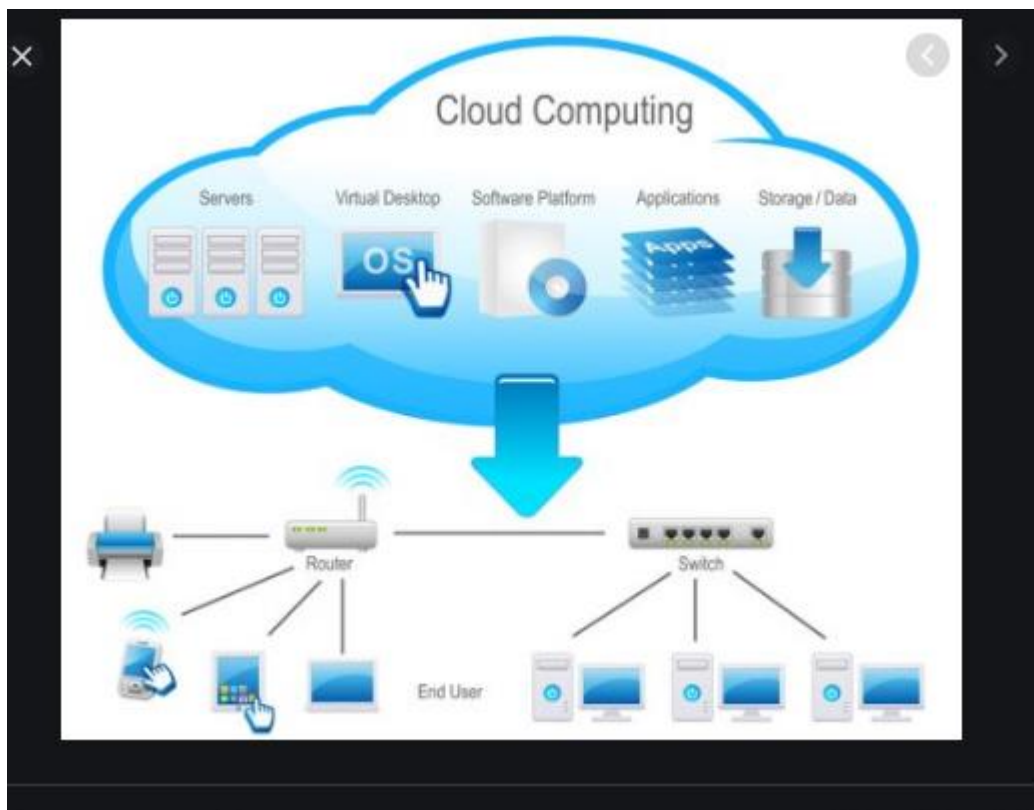 Cloud Computing
Servers
Virtual Desktop
Software Platform
Applications
Storage / Data
OS
Apps
Router
Switch
End User